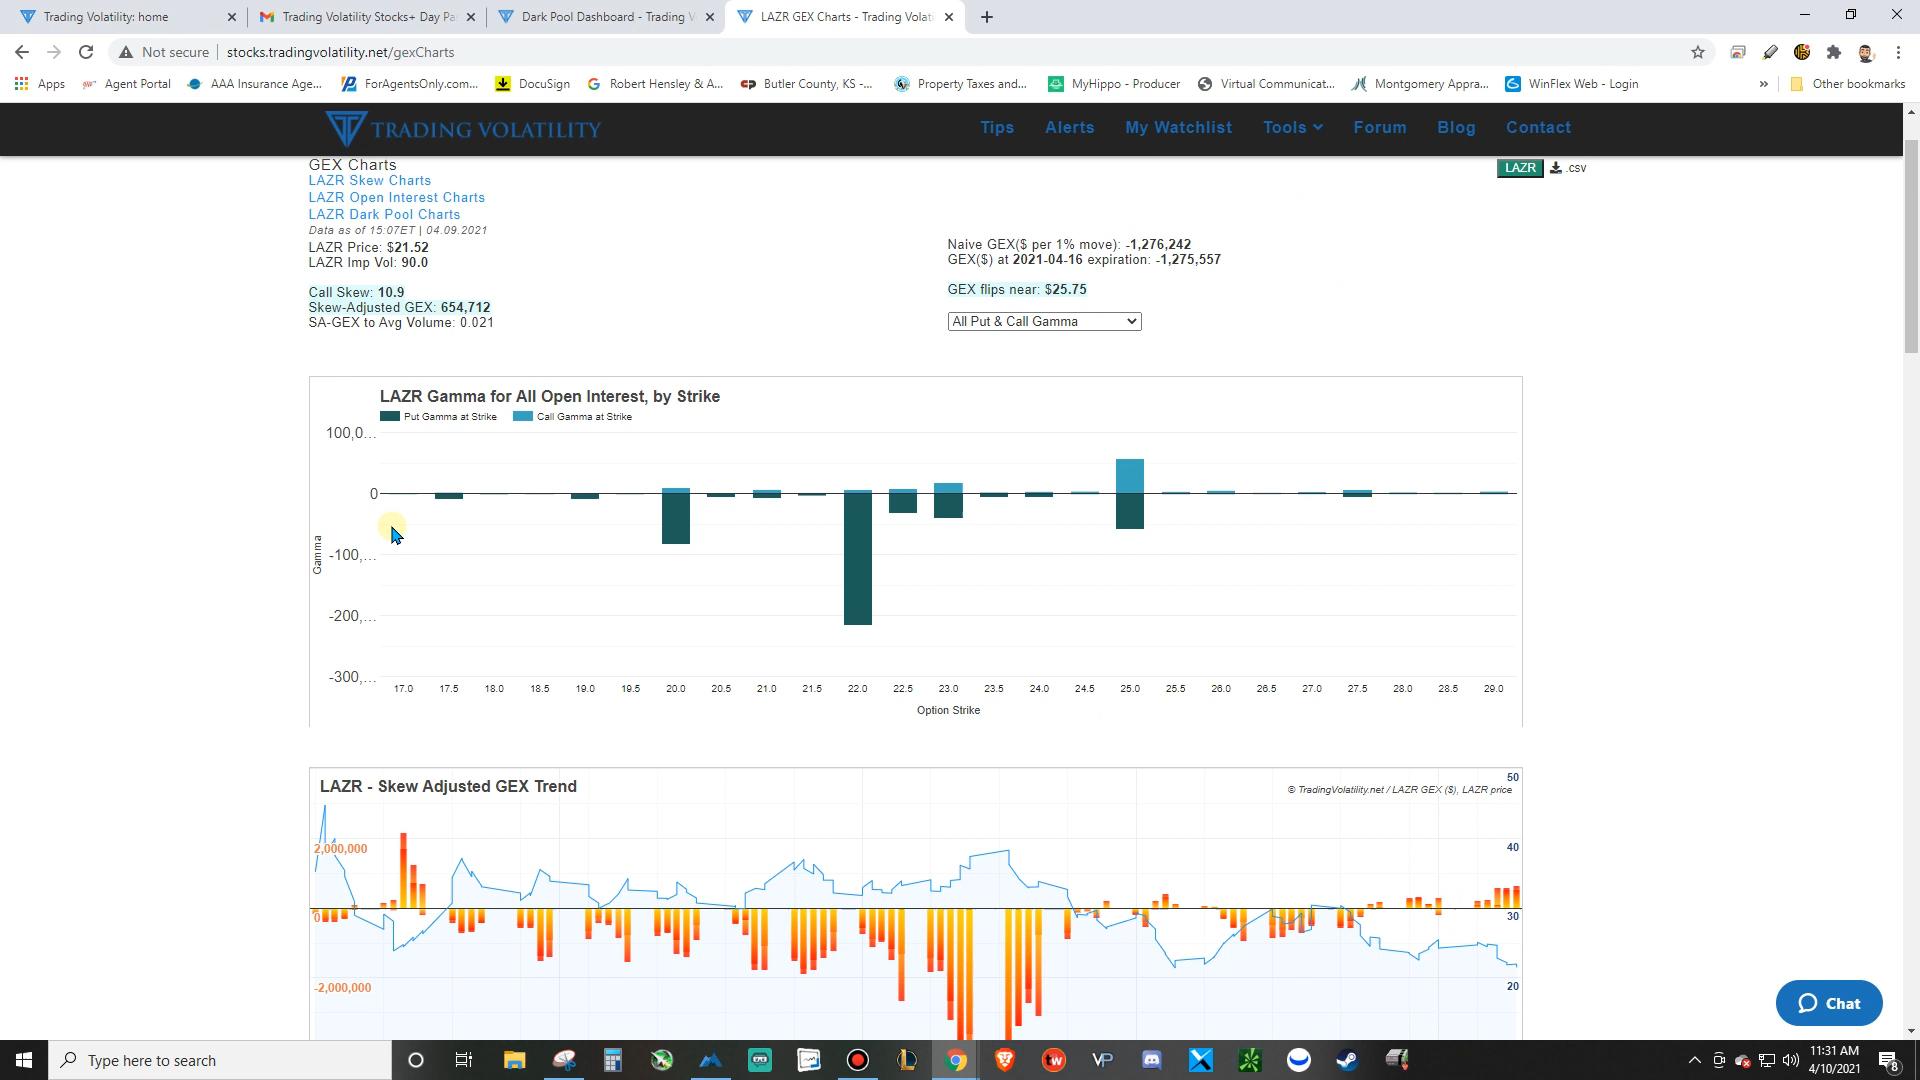 Trading Volatility: home
Trading Volatility Stocks+ Day Pa
Dark Pool Dashboard - Trading V
LAZR GEX Charts - Trading Volati
Not secure
stocks.tradingvolatility.net/gexCharts
Apps
Agent Portal
AAA Insurance Age...
ForAgentsOnly.com...
DocuSign
Robert Hensley & A...
Butler County, KS -...
Property Taxes and...
MyHippo - Producer
Virtual Communicat...
Montgomery Appra...
WinFlex Web - Login
»
Other bookmarks
TRADING VOLATILITY
Tips
Alerts
My Watchlist
Tools
Forum
Blog
Contact
GEX Charts
LAZR
.csv
LAZR Skew Charts
LAZR Open Interest Charts
LAZR Dark Pool Charts
Data as of 15:07ET | 04.09.2021
LAZR Price: $21.52
LAZR Imp Vol: 90.0
Call Skew: 10.9
Skew-Adjusted GEX: 654,712
SA-GEX to Avg Volume: 0.021
Naive GEX($ per 1% move): -1,276,242
GEX($) at 2021-04-16 expiration: -1,275,557
GEX flips near: $25.75
All Put & Call Gamma
LAZR Gamma for All Open Interest, by Strike
Put Gamma at Strike
Call Gamma at Strike
100,0...
0
-100,...
-200,...
-300,...
Gamma
17.0 17.5 18.0 18.5 19.0 19.5 20.0 20.5 21.0 21.5 22.0 22.5 23.0 23.5 24.0 24.5 25.0 25.5 26.0 26.5 27.0 27.5 28.0 28.5 29.0
Option Strike
LAZR - Skew Adjusted GEX Trend
© TradingVolatility.net / LAZR GEX ($), LAZR price
50
2,000,000
40
0
30
-2,000,000
20
Chat
Type here to search
11:31 AM
4/10/2021
8